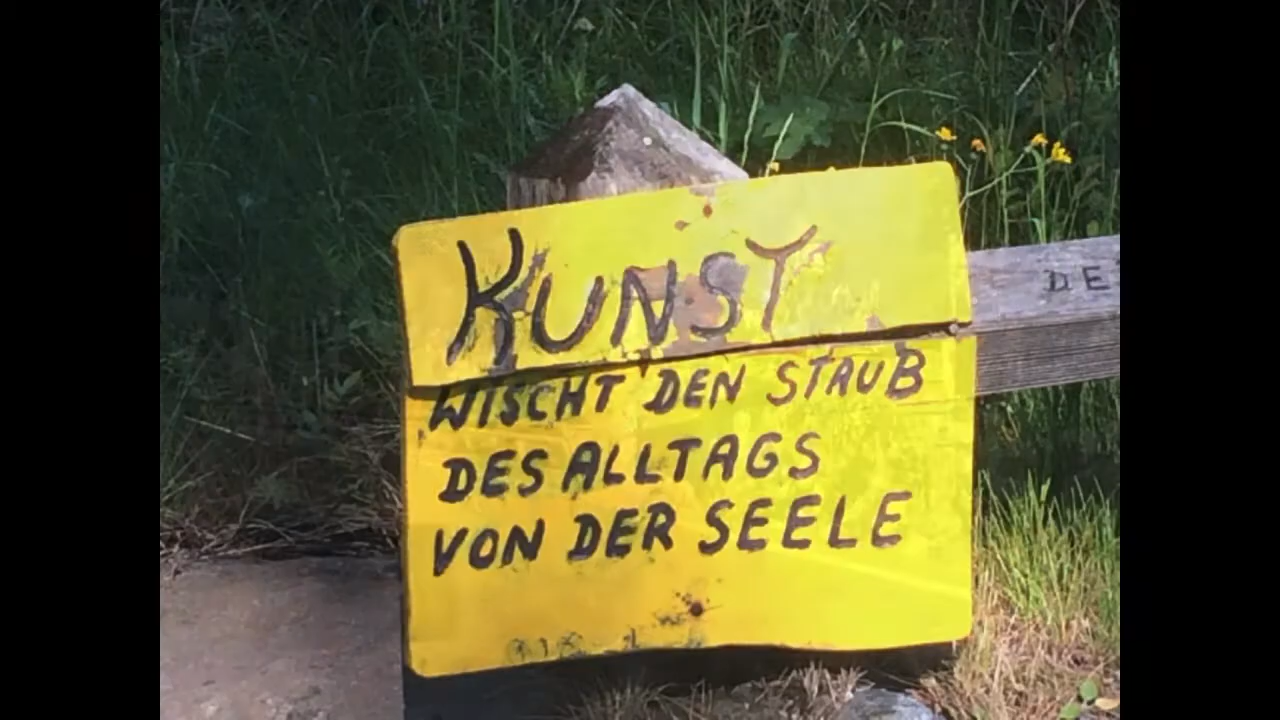 KUNST
WISCHT DEN STAUB
DES ALLTAGS
VON DER SEELE